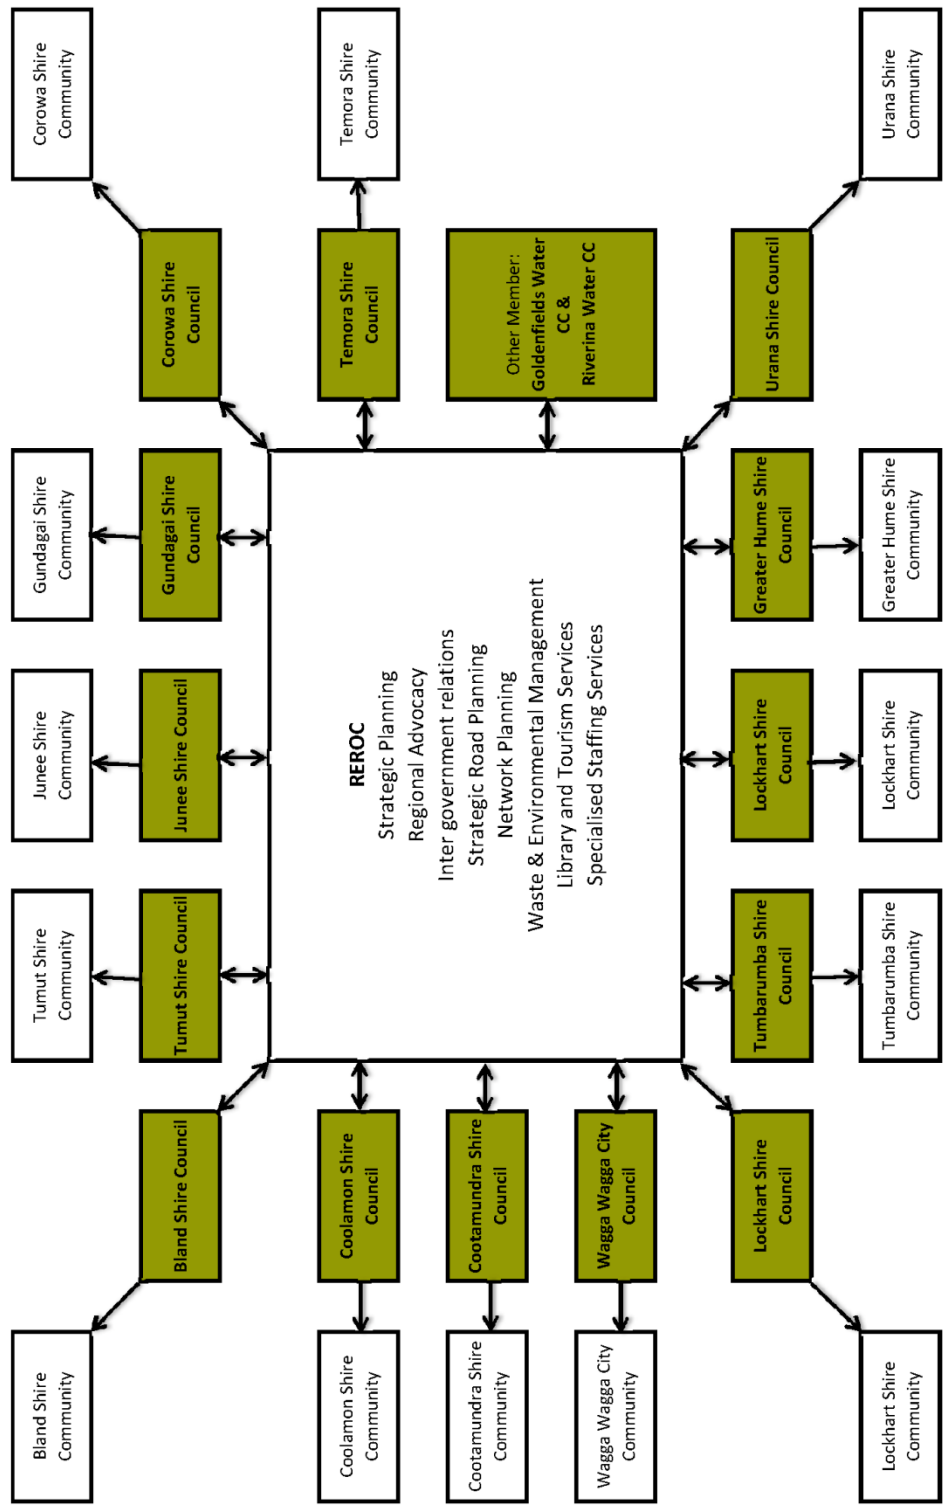 Bland Shire
Community
Tumut Shire
Community
Junee Shire
Community
Gundagai Shire
Community
Corowa Shire
Community
Bland Shire Council
Tumut Shire Council
Junee Shire Council
Gundagai Shire
Council
Corowa Shire
Council
Coolamon Shire
Community
Coolamon Shire
Council
Cootamundra Shire
Community
Cootamundra Shire
Council
Wagga Wagga City
Community
Wagga Wagga City
Council
REROC
Strategic Planning
Regional Advocacy
Inter government relations
Strategic Road Planning
Network Planning
Waste & Environmental Management
Library and Tourism Services
Specialised Staffing Services
Temora Shire
Council
Temora Shire
Community
Other Member:
Goldenfields Water
CC &
Riverina Water CC
Lockhart Shire
Council
Tumbarumba Shire
Council
Lockhart Shire
Council
Greater Hume Shire
Council
Urana Shire Council
Lockhart Shire
Community
Tumbarumba Shire
Community
Lockhart Shire
Community
Greater Hume Shire
Community
Urana Shire
Community